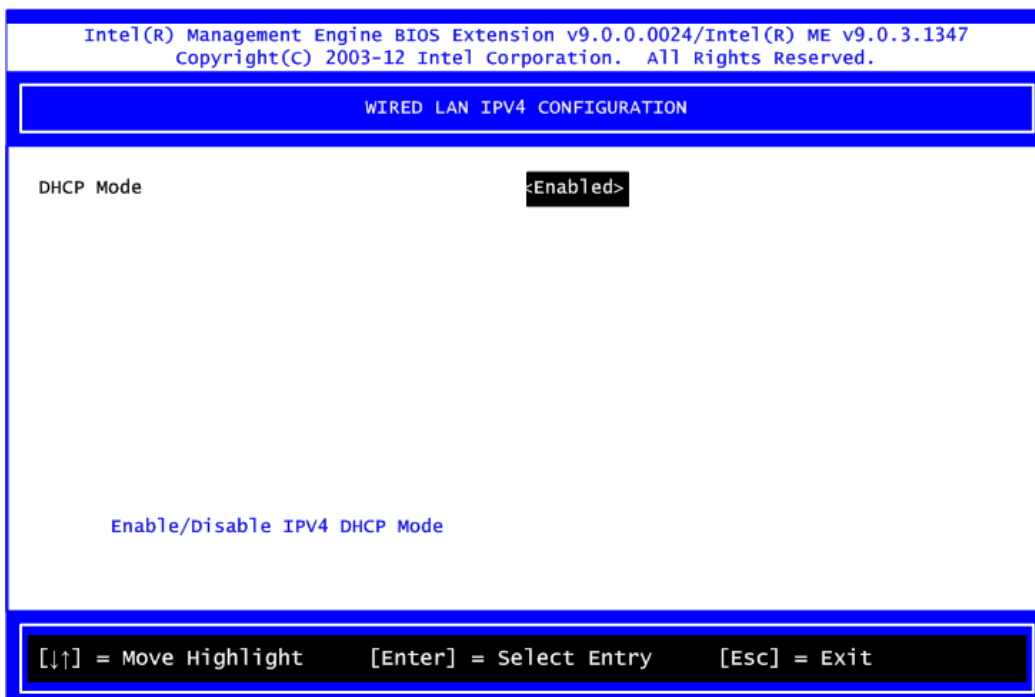 Intel(R) Management Engine BIOS Extension v9.0.0.0024/Intel(R) ME v9.0.3.1347
Copyright(C) 2003-12 Intel Corporation. All Rights Reserved.
WIRED LAN IPV4 CONFIGURATION
DHCP Mode <Enabled>
Enable/Disable IPV4 DHCP Mode
[↓↑] = Move Highlight [Enter] = Select Entry [Esc] = Exit